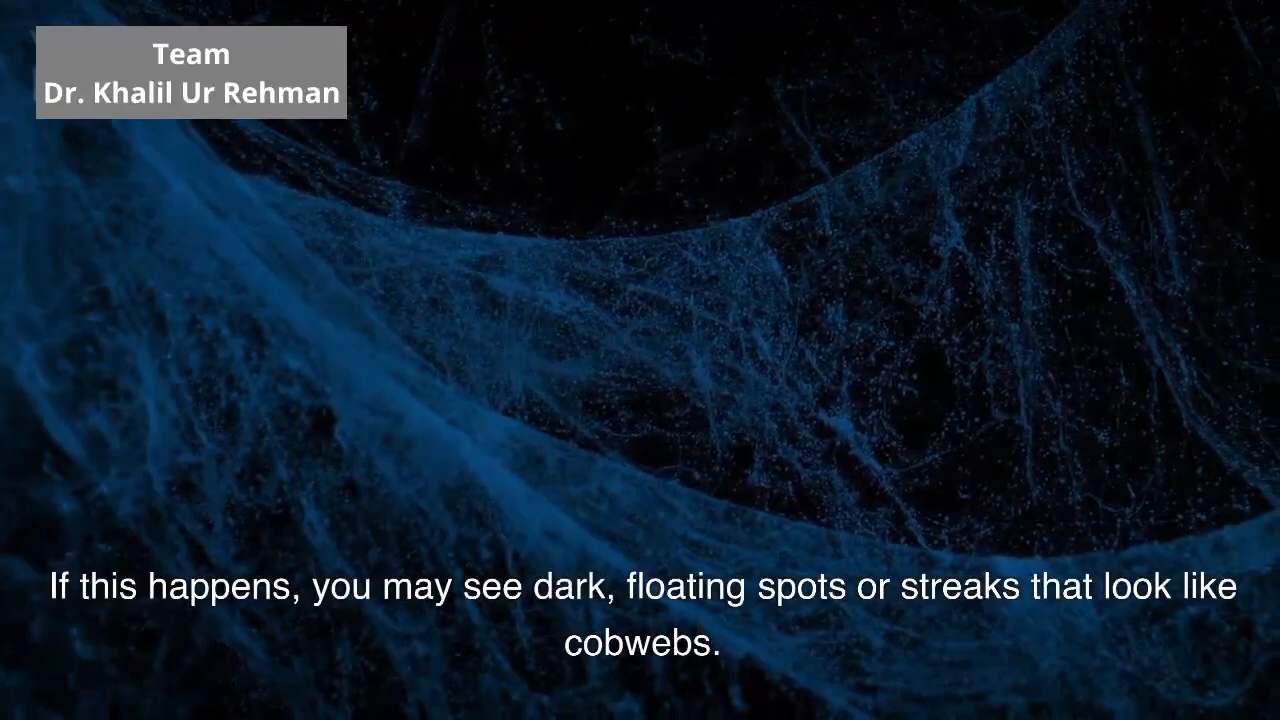 Team
Dr. Khalil Ur Rehman
If this happens, you may see dark, floating spots or streaks that look like
cobwebs.